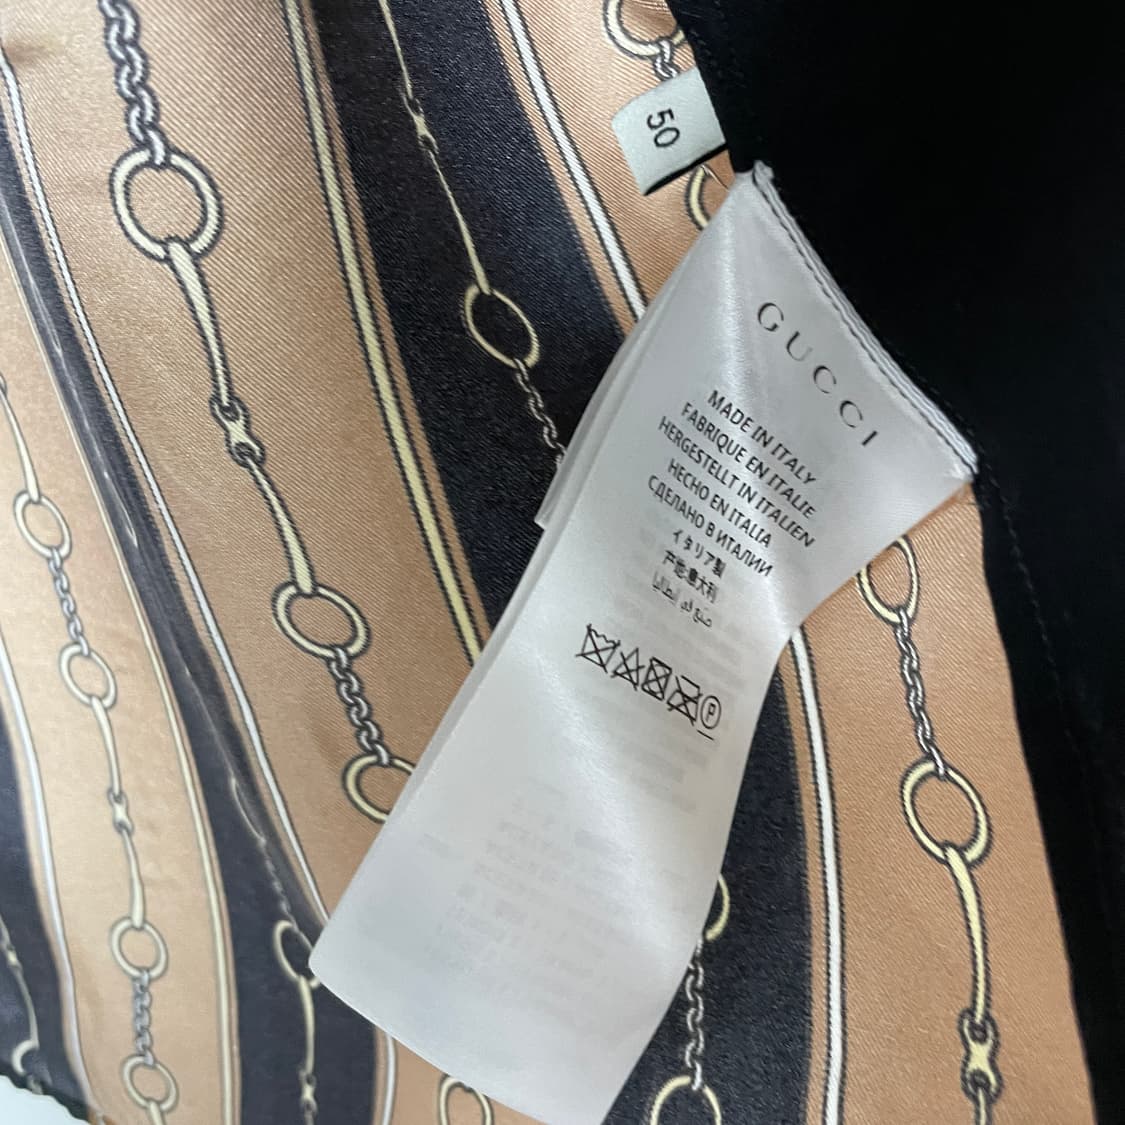 50
GUCCI
MADE IN ITALY
FABRIQUE EN ITALIE
HERGESTELLT IN ITALIEN
HECHO EN ITALIA
СДЕЛАНО В ИТАЛИИ
イタリア製
产地:意大利
صنع في إيطاليا
P